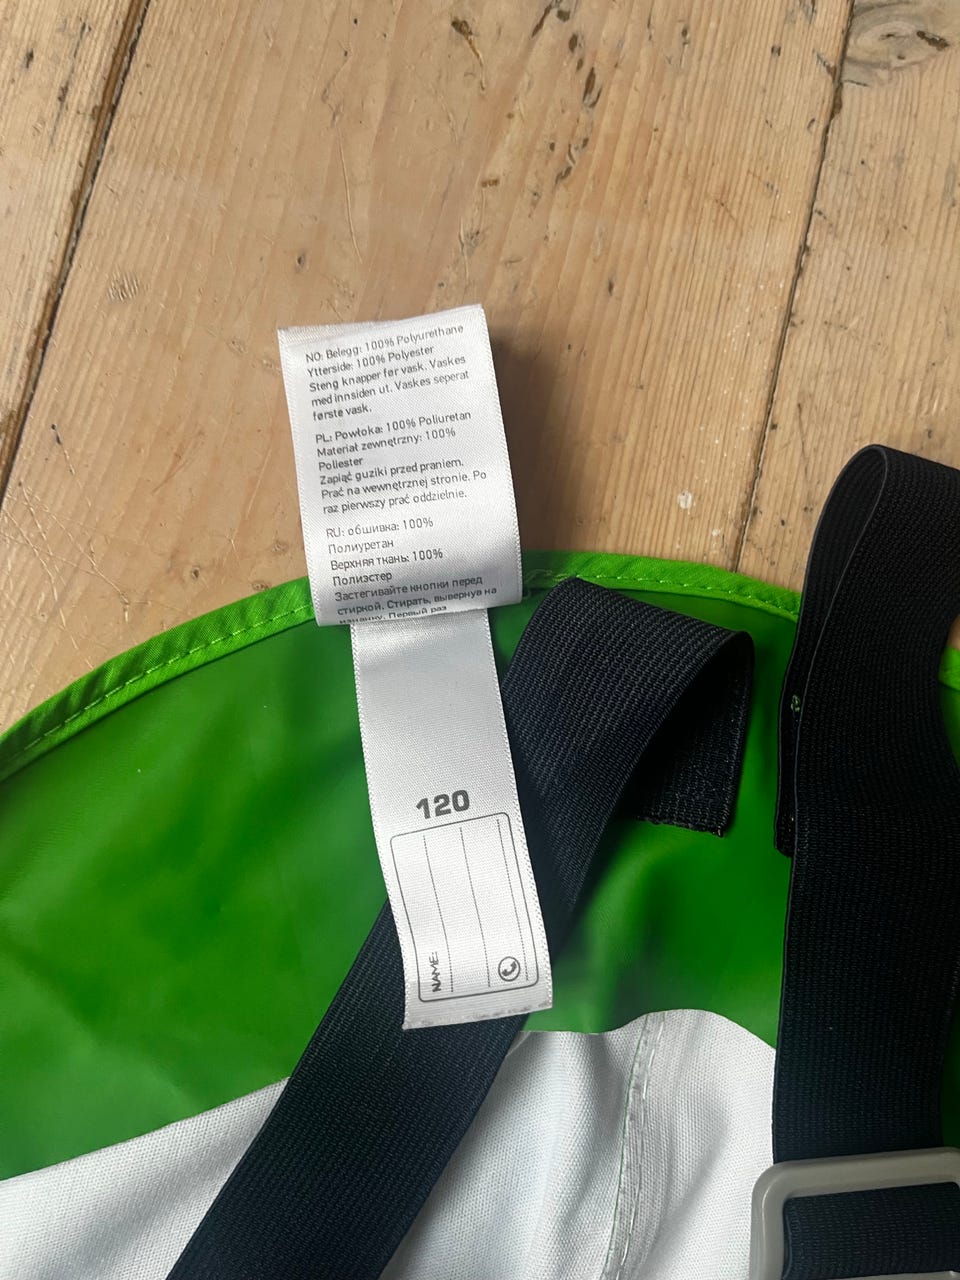 NO: Belegg: 100% Polyurethane
Ytterside: 100% Polyester
Steng knapper før vask. Vaskes
med innsiden ut. Vaskes seperat
første vask.
PL: Powłoka: 100% Poliuretan
Materiał zewnętrzny: 100%
Poliester
Zapiąć guziki przed praniem.
Prać na wewnętrznej stronie. Po
raz pierwszy prać oddzielnie.
RU: обшивка: 100%
Полиуретан
Верхняя ткань: 100%
Полиэстер
Застегивайте кнопки перед
стиркой. Стирать, вывернув на
изнанку. Первый раз
120
NAME: